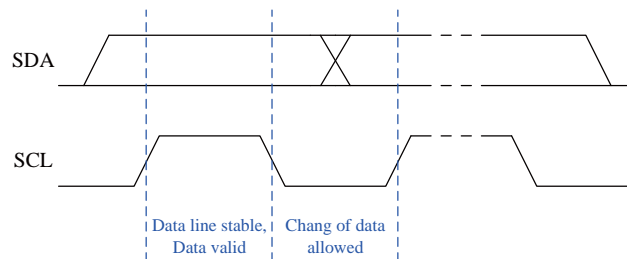 SDA
SCL
Data line stable,
Data valid
Chang of data
allowed